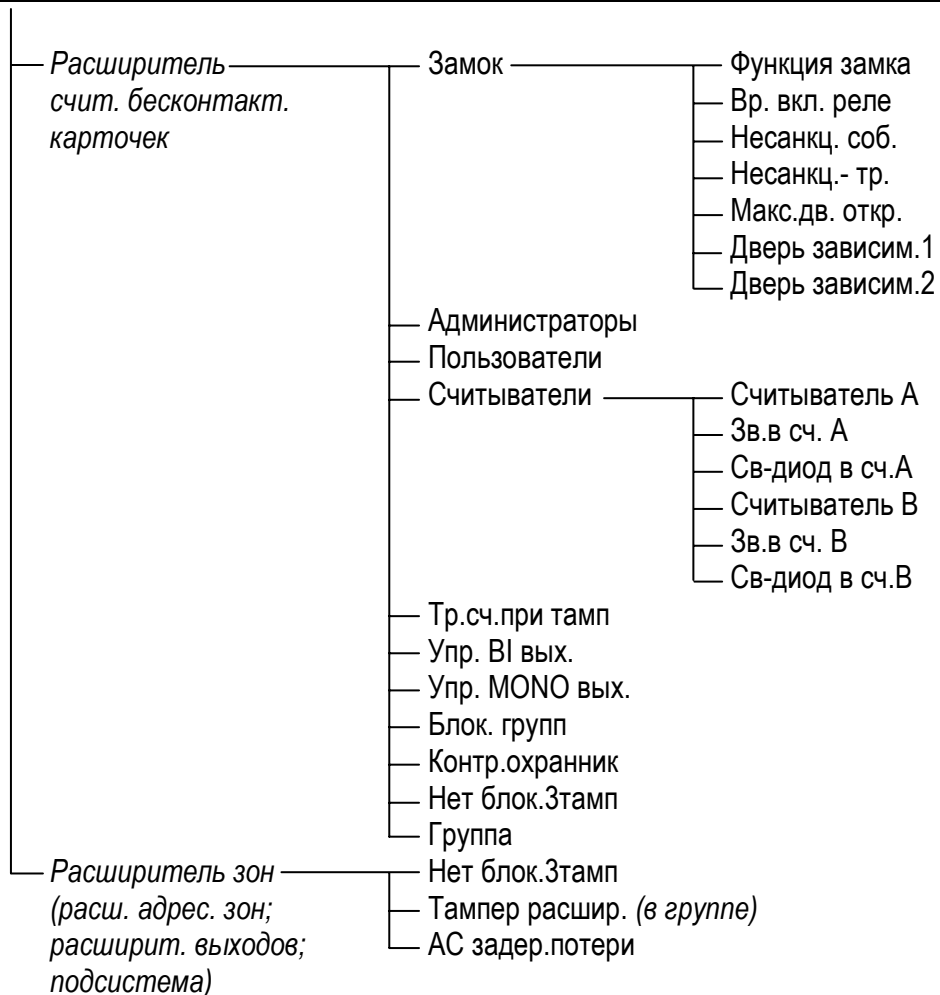 Расширитель счит. бесконтакт. карточек
Замок
Функция замка
Вр. вкл. реле
Несанкц. соб.
Несанкц.- тр.
Макс.дв. откр.
Дверь зависим.1
Дверь зависим.2
Администраторы
Пользователи
Считыватели
Считыватель А
Зв.в сч. А
Св-диод в сч.А
Считыватель В
Зв.в сч. В
Св-диод в сч.В
Тр.сч.при тамп
Упр. BI вых.
Упр. MONO вых.
Блок. групп
Контр.охранник
Нет блок.3тамп
Группа
Расширитель зон
(расш. адрес. зон;
расширит. выходов;
подсистема)
Нет блок.3тамп
Тампер расшир. (в группе)
АС задер.потери